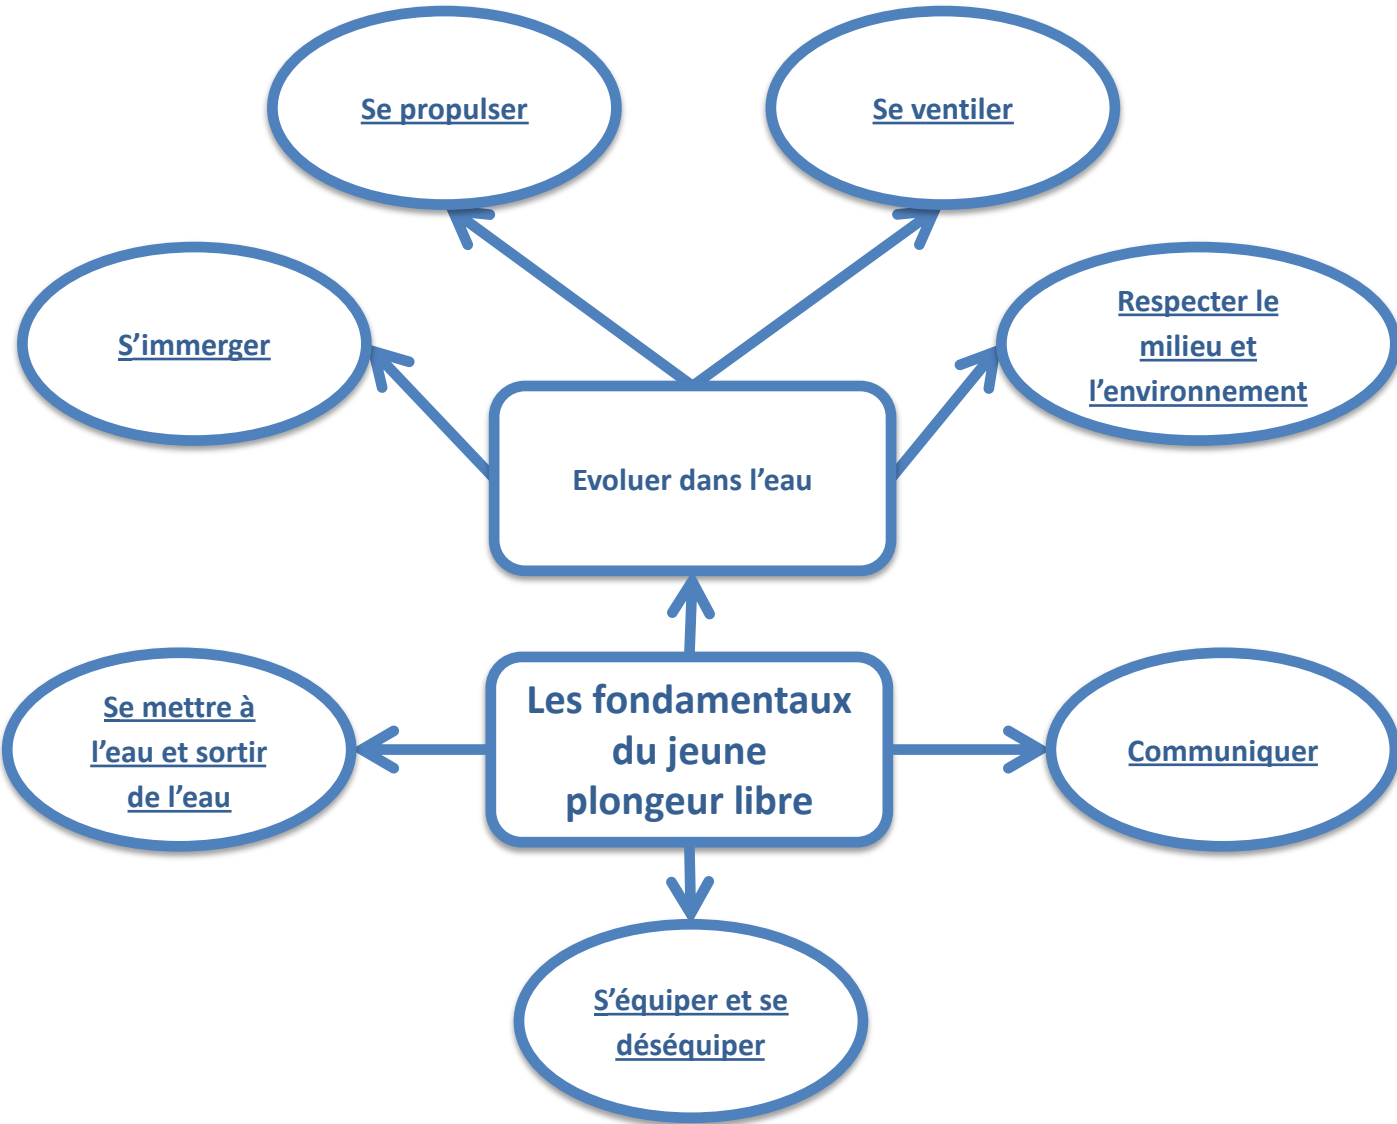 Se propulser
Se ventiler
S'immerger
Respecter le
milieu et
l'environnement
Evoluer dans l'eau
Se mettre à
l'eau et sortir
de l'eau
Les fondamentaux
du jeune
plongeur libre
Communiquer
S'équiper et se
déséquiper